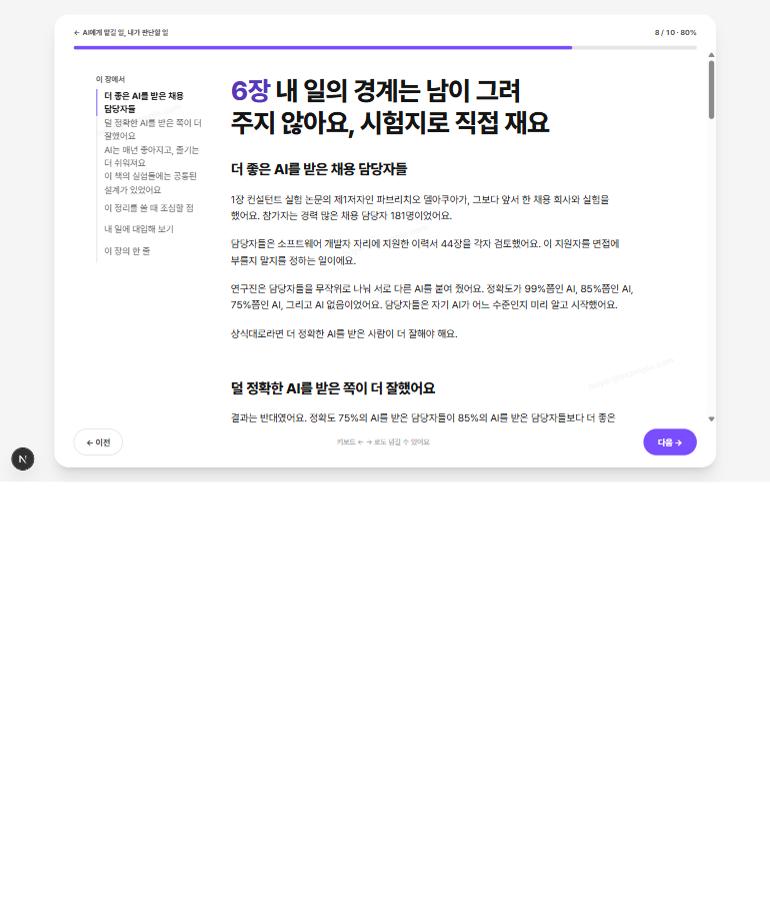 ← AI에게 맡길 일, 내가 판단할 일
8 / 10 · 80%
이 장에서
더 좋은 AI를 받은 채용
담당자들
덜 정확한 AI를 받은 쪽이 더
잘했어요
AI는 매년 좋아지고, 즐기는
더 쉬워져요
이 책의 실험들에는 공통된
설계가 있었어요
이 정리를 쓸 때 조심할 점
내 일에 대입해 보기
이 장의 한 줄
6장 내 일의 경계는 남이 그려
주지 않아요, 시험지로 직접 재요
더 좋은 AI를 받은 채용 담당자들
1장 컨설턴트 실험 논문의 제1저자인 파브리치오 델아쿠아가, 그보다 앞서 한 채용 회사와 실험을
했어요. 참가자는 경력 많은 채용 담당자 181명이었어요.
담당자들은 소프트웨어 개발자 자리에 지원한 이력서 44장을 각자 검토했어요. 이 지원자를 면접에
부를지 말지를 정하는 일이에요.
연구진은 담당자들을 무작위로 나눠 서로 다른 AI를 붙여 줬어요. 정확도가 99%쯤인 AI, 85%쯤인 AI,
75%쯤인 AI, 그리고 AI 없음이었어요. 담당자들은 자기 AI가 어느 수준인지 미리 알고 시작했어요.
상식대로라면 더 정확한 AI를 받은 사람이 더 잘해야 해요.
덜 정확한 AI를 받은 쪽이 더 잘했어요
결과는 반대였어요. 정확도 75%의 AI를 받은 담당자들이 85%의 AI를 받은 담당자들보다 더 좋은
← 이전
키보드 ← → 로도 넘길 수 있어요
다음 →
N